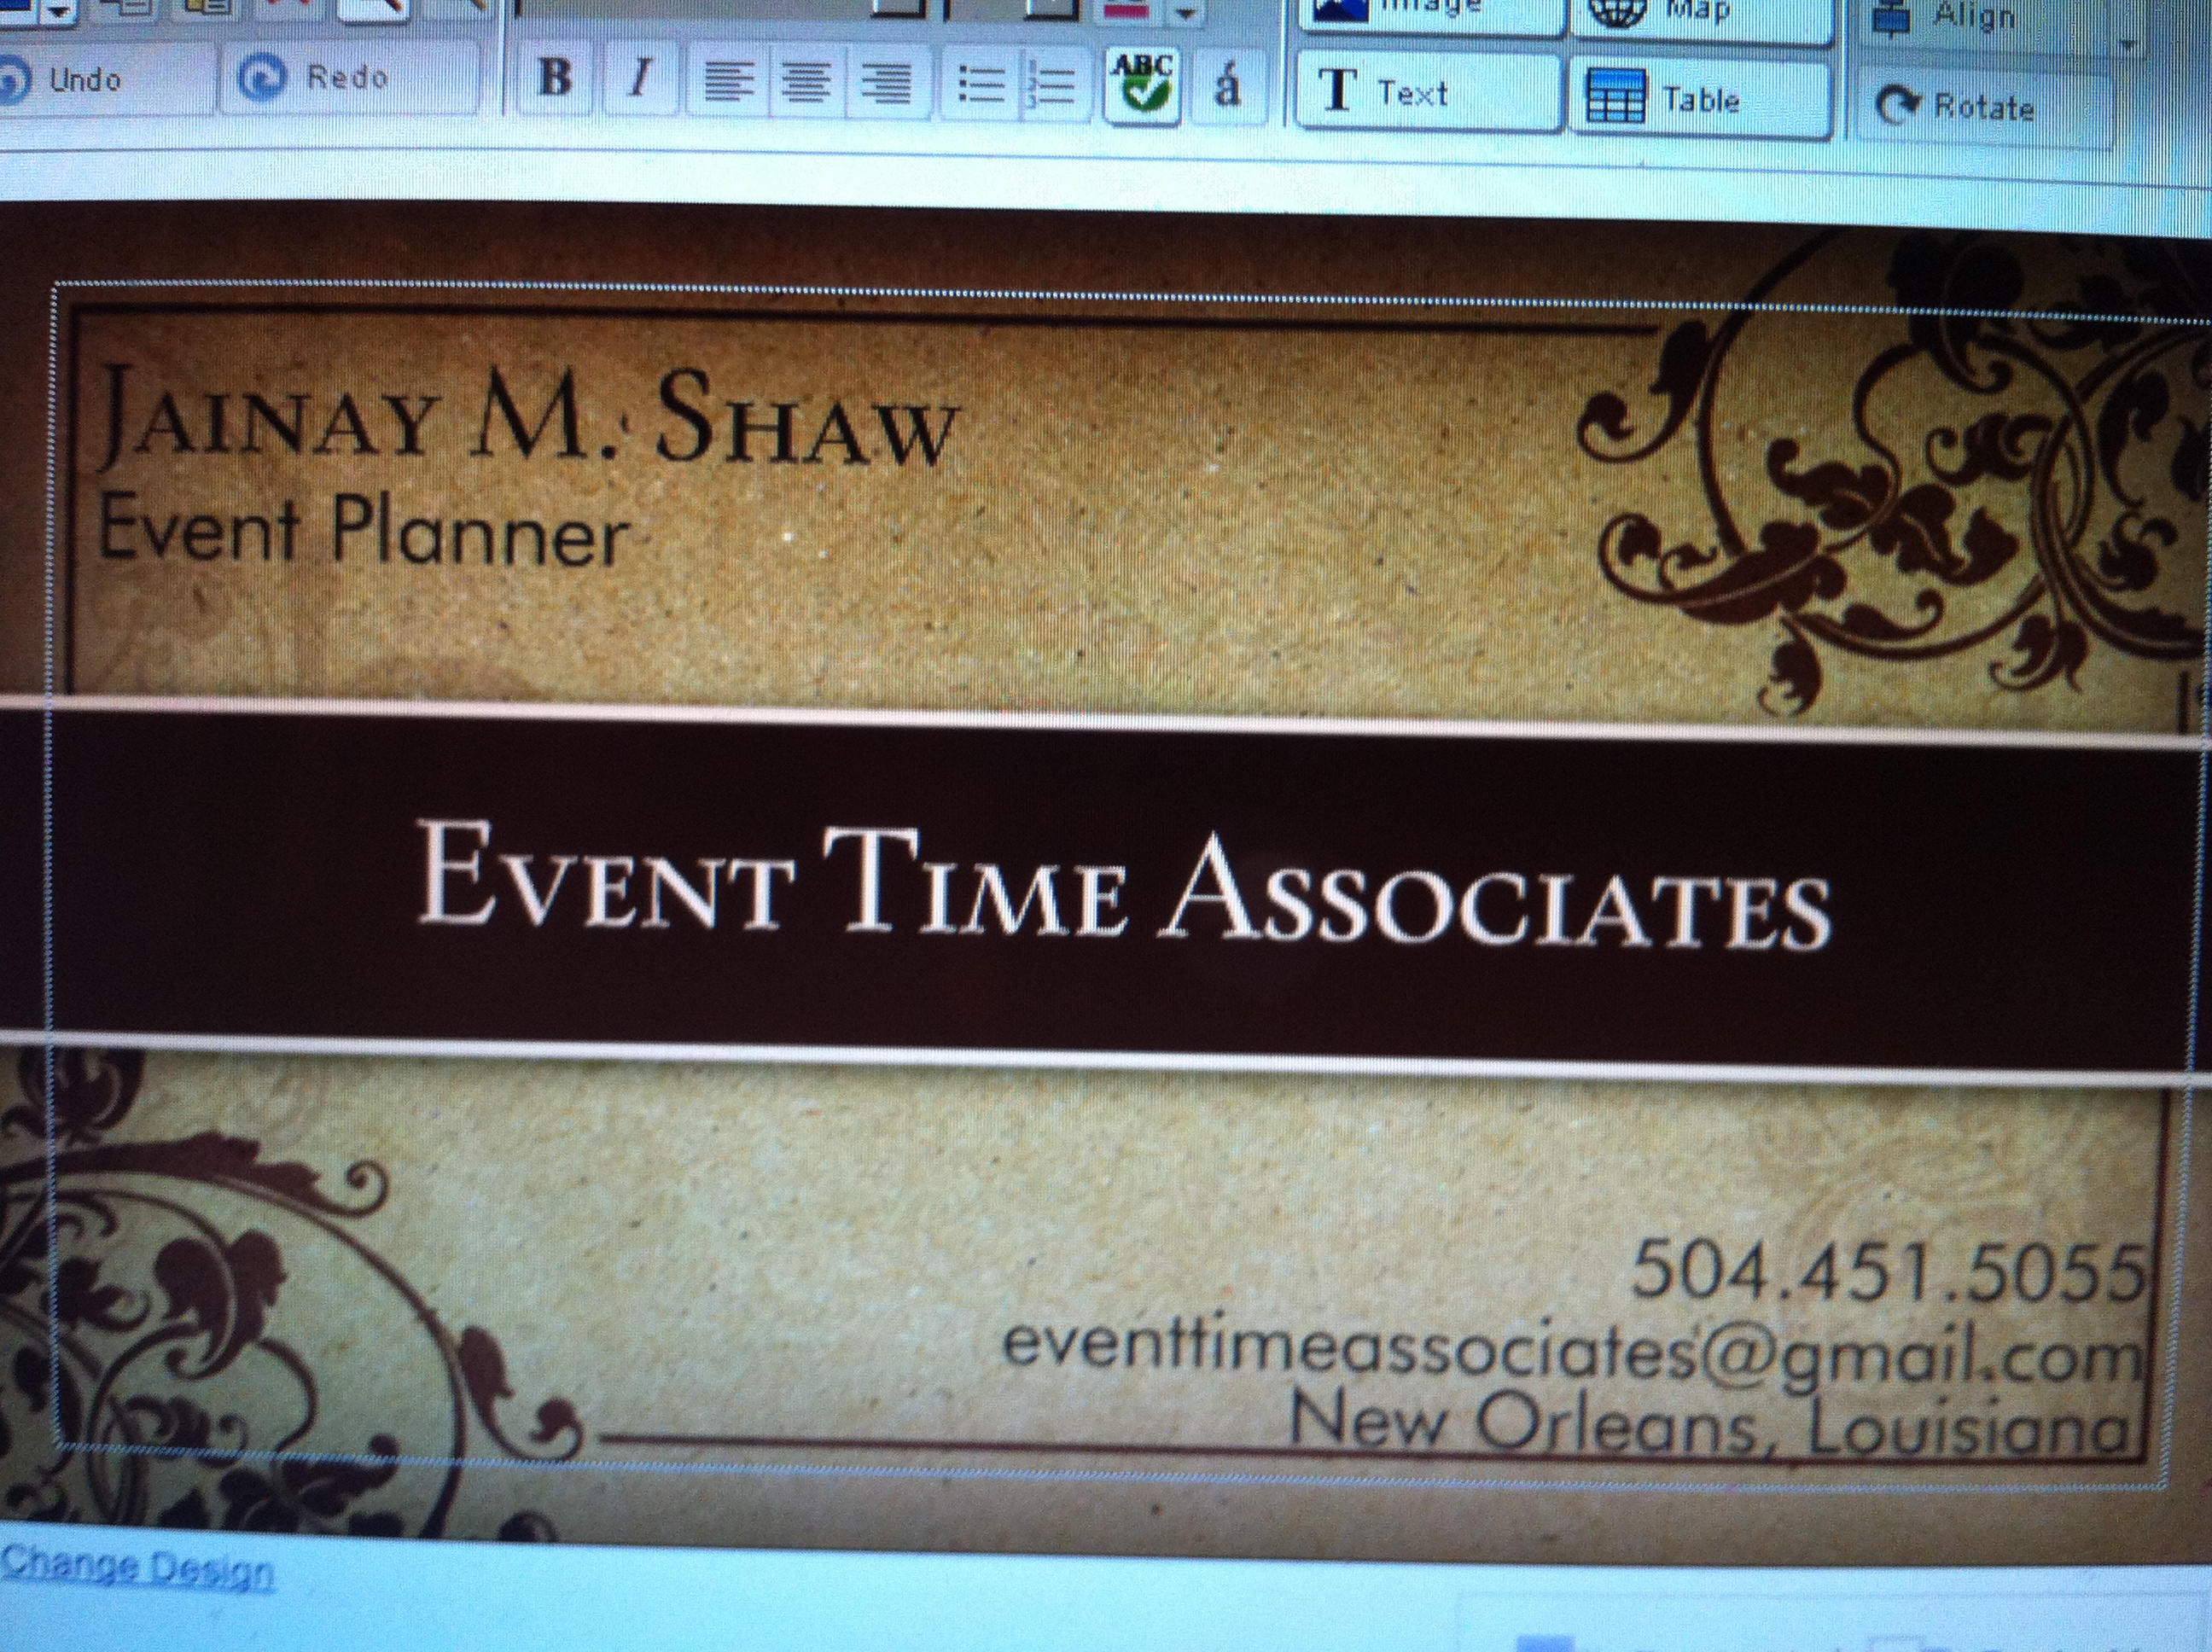 Image
Map
Align
Undo
Redo
B
I
ABC
á
T Text
Table
Rotate
JAINAY M. SHAW
Event Planner
EVENT TIME ASSOCIATES
504.451.5055
eventtimeassociates@gmail.com
New Orleans, Louisiana
Change Design